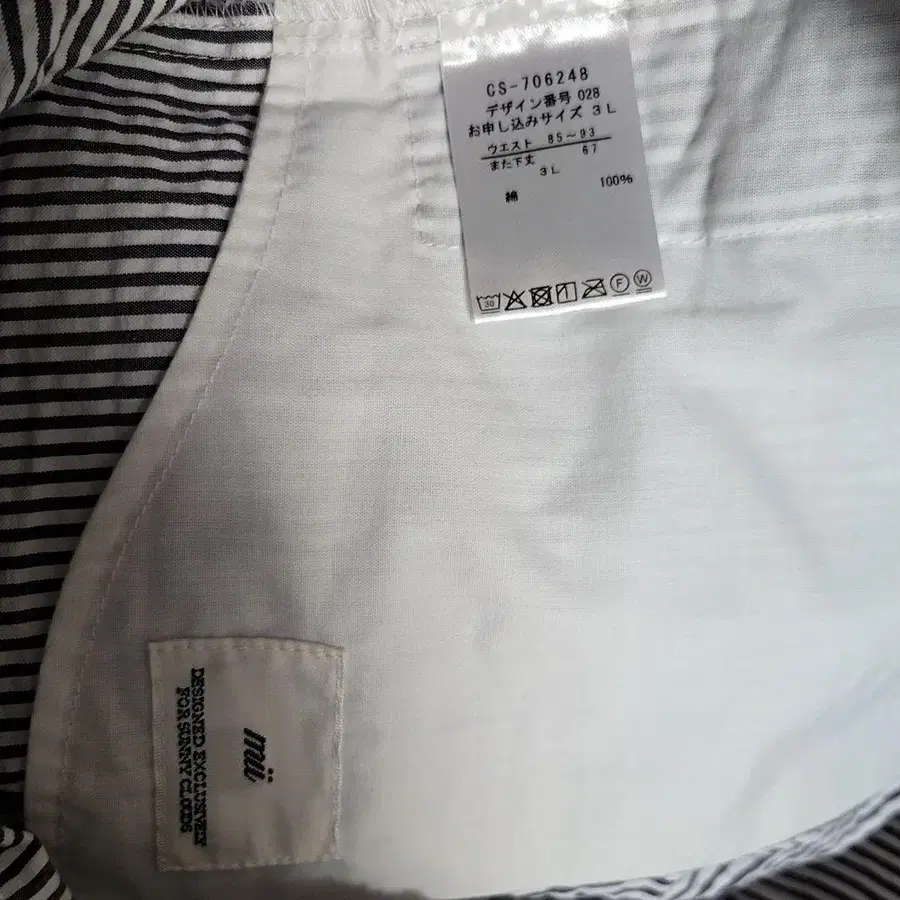 CS-706248
デザイン番号 028
お申し込みサイズ 3L
ウエスト 85~93
また下丈 67
3L
綿 100%
30 F W
mii
DESIGNED EXCLUSIVELY
FOR SUNNY CLOUDS